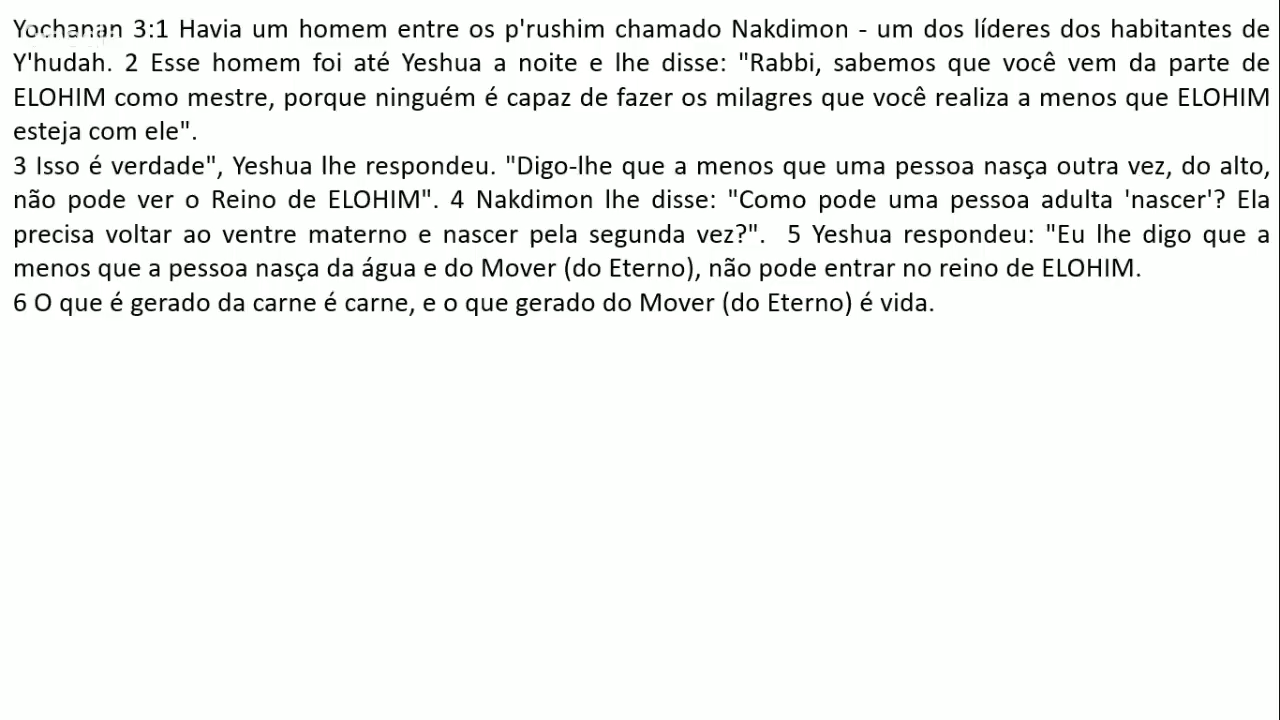 Yochanan 3:1 Havia um homem entre os p'rushim chamado Nakdimon - um dos líderes dos habitantes de
Y'hudah. 2 Esse homem foi até Yeshua a noite e lhe disse: "Rabbi, sabemos que você vem da parte de
ELOHIM como mestre, porque ninguém é capaz de fazer os milagres que você realiza a menos que ELOHIM
esteja com ele".
3 Isso é verdade", Yeshua lhe respondeu. "Digo-lhe que a menos que uma pessoa nasça outra vez, do alto,
não pode ver o Reino de ELOHIM". 4 Nakdimon lhe disse: "Como pode uma pessoa adulta 'nascer'? Ela
precisa voltar ao ventre materno e nascer pela segunda vez?". 5 Yeshua respondeu: "Eu lhe digo que a
menos que a pessoa nasça da água e do Mover (do Eterno), não pode entrar no reino de ELOHIM.
6 O que é gerado da carne é carne, e o que gerado do Mover (do Eterno) é vida.